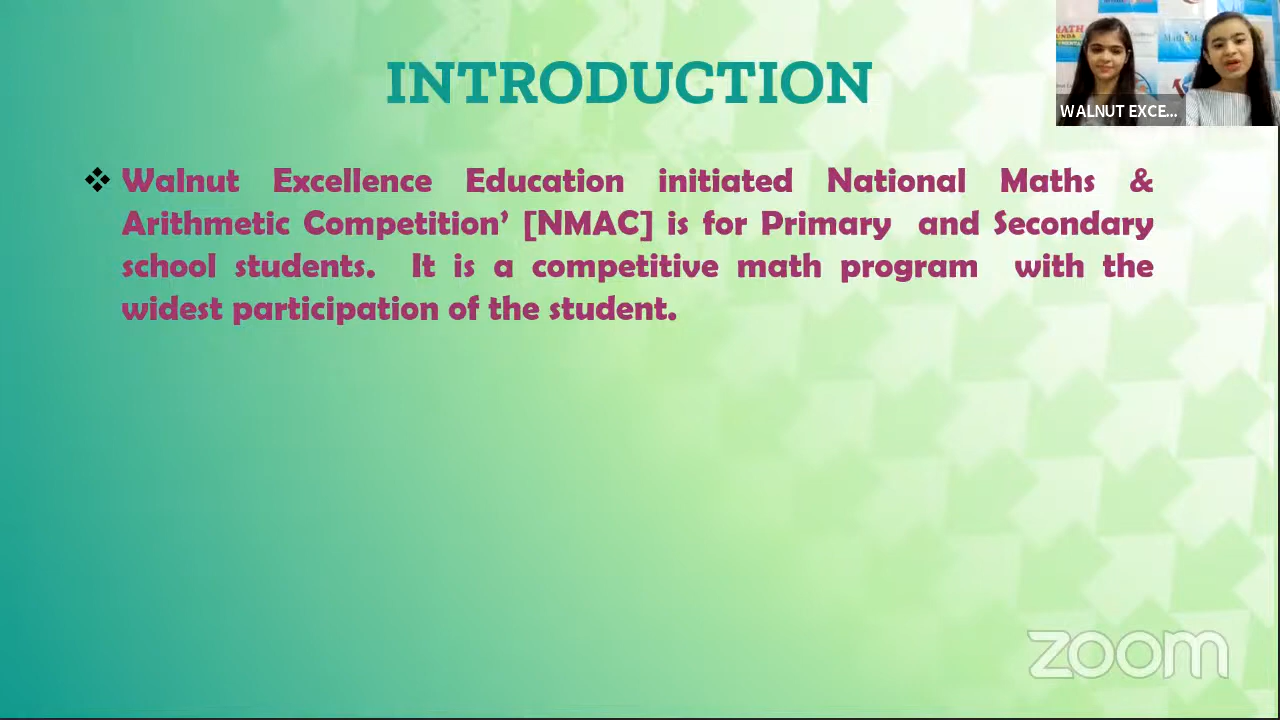 INTRODUCTION
❖ Walnut Excellence Education initiated National Maths &
Arithmetic Competition’ [NMAC] is for Primary and Secondary
school students. It is a competitive math program with the
widest participation of the student.
MATH
WALNUT EXCE...
zoom